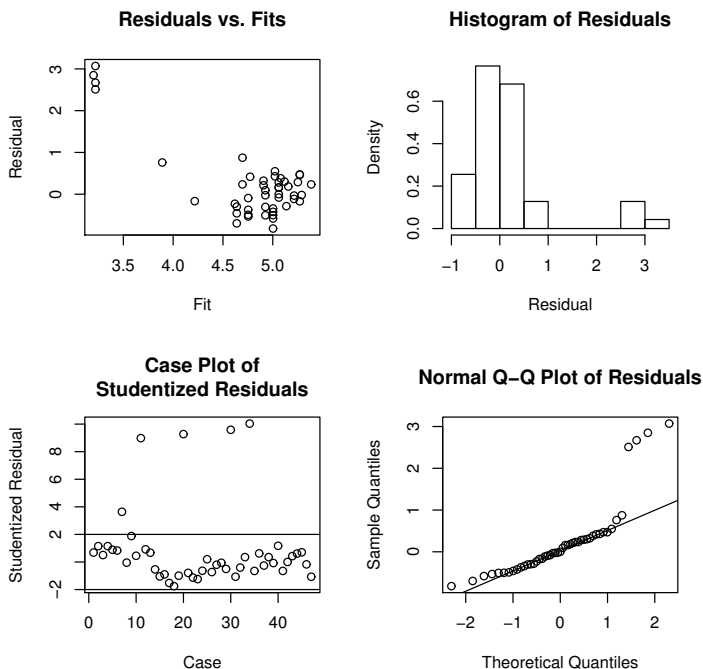 Residuals vs. Fits
Residual
3
2
1
0
3.5 4.0 4.5 5.0
Fit
Histogram of Residuals
Density
0.6
0.4
0.2
0.0
−1 0 1 2 3
Residual
Case Plot of
Studentized Residuals
Studentized Residual
8
6
4
2
−2
0 10 20 30 40
Case
Normal Q−Q Plot of Residuals
Sample Quantiles
3
2
1
0
−2 −1 0 1 2
Theoretical Quantiles